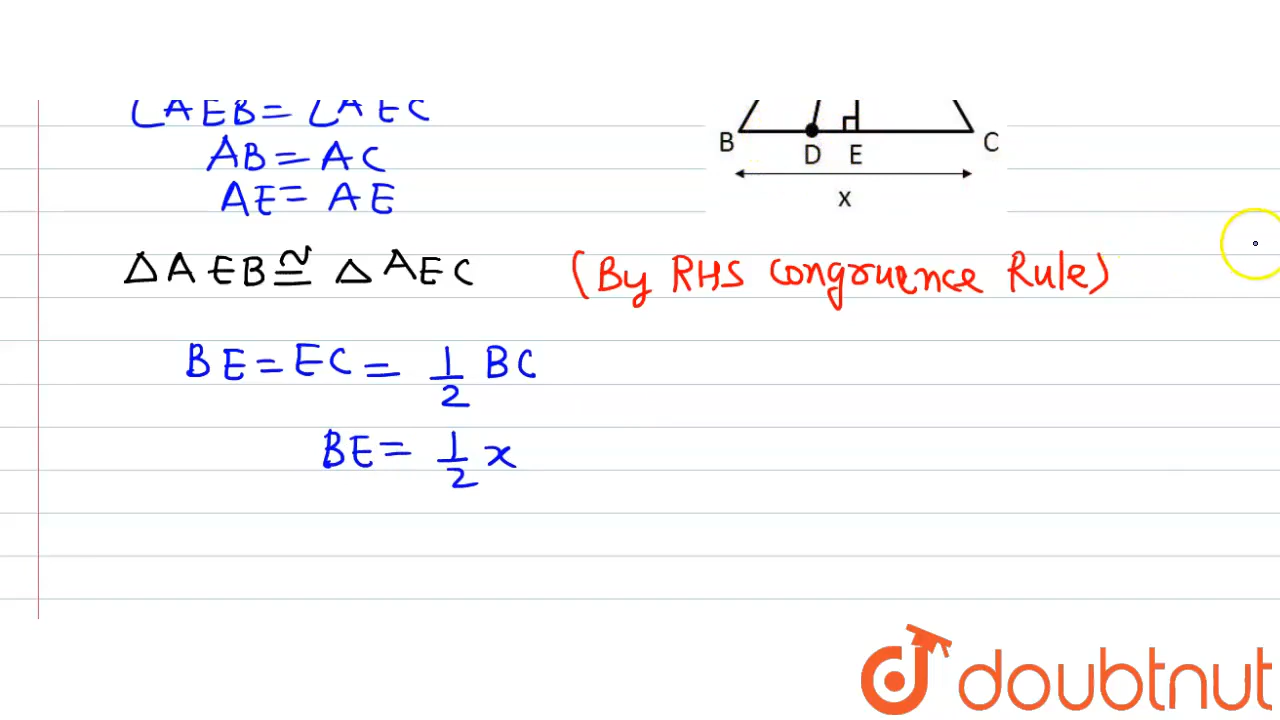 ∠AEB = ∠AEC
AB = AC
AE = AE
B D E C
x
△AEB ≅ △AEC (By RHS Congruence Rule)
BE = EC = 1/2 BC
BE = 1/2 x
doubtnut